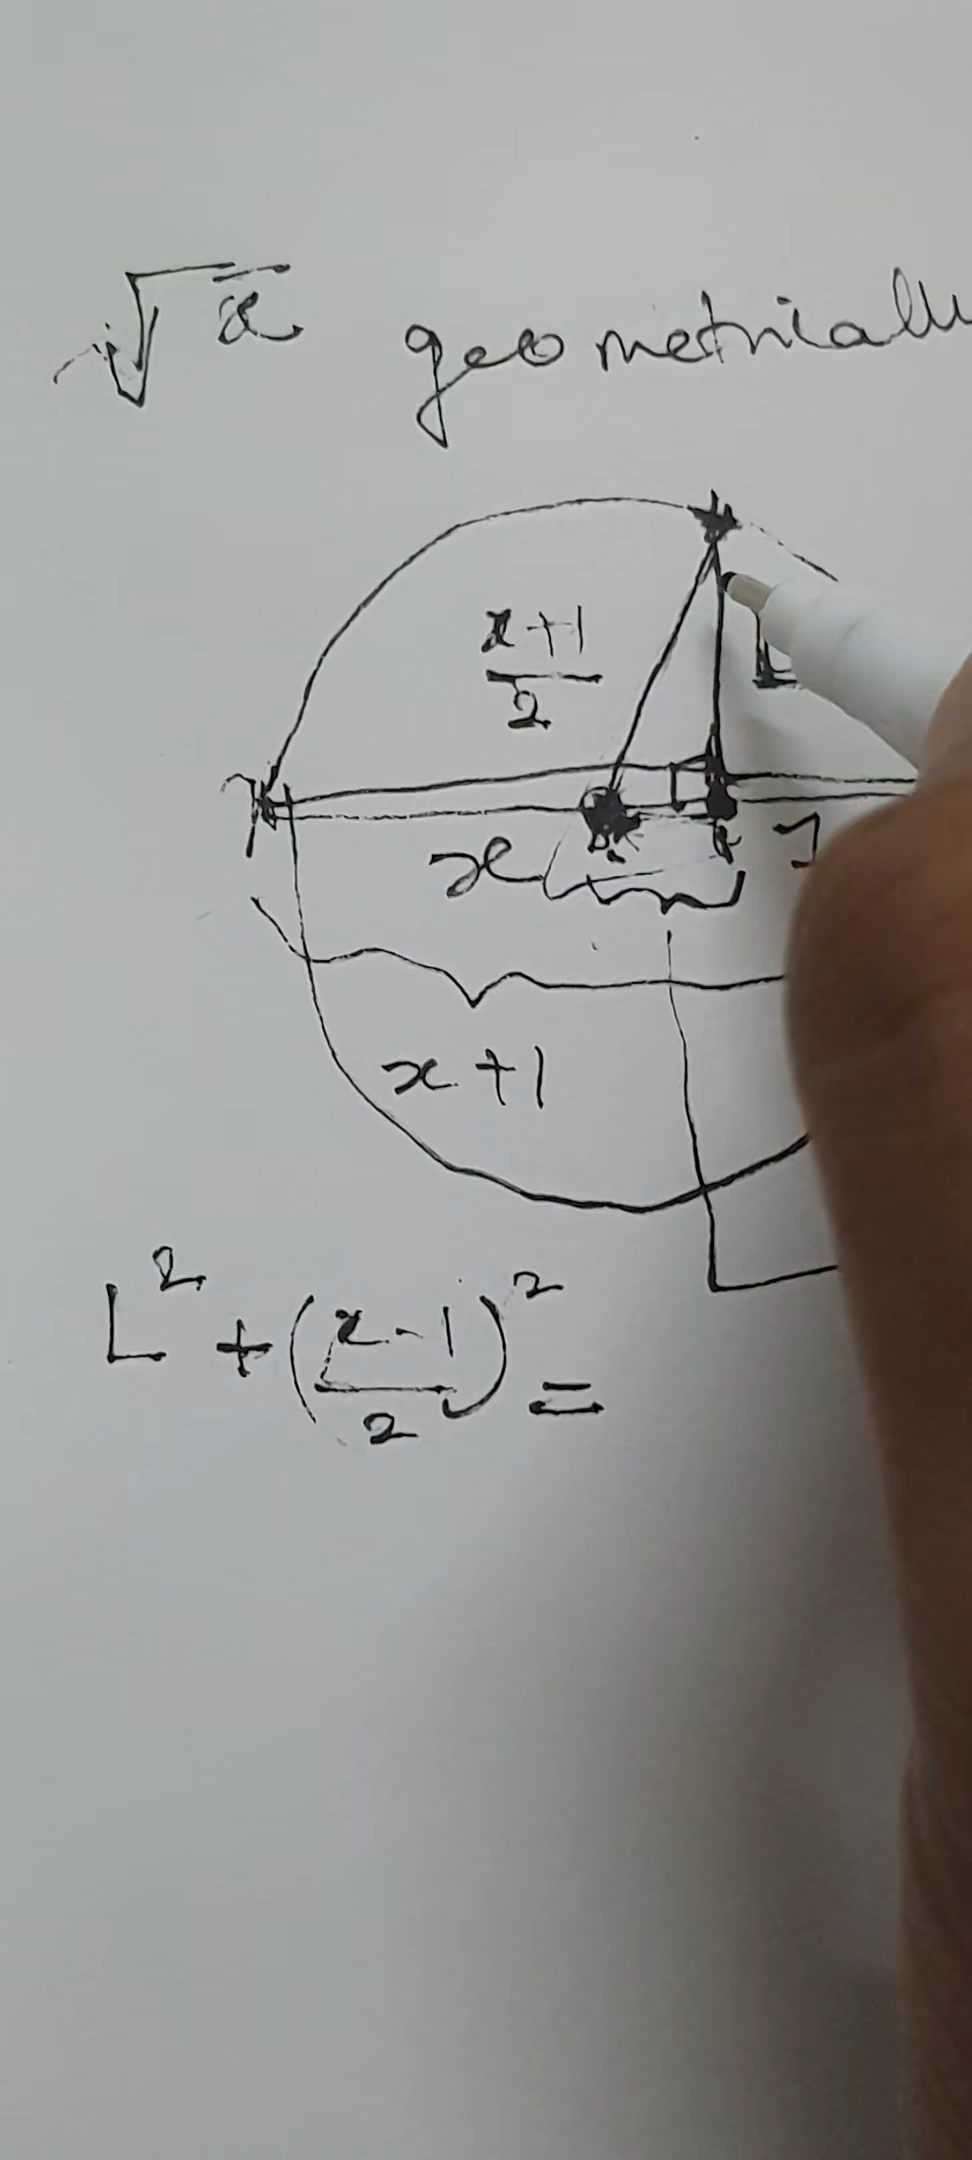 √x geometrically
x+1
2
L
x 1
x+1
L² + (x-1)² =
2